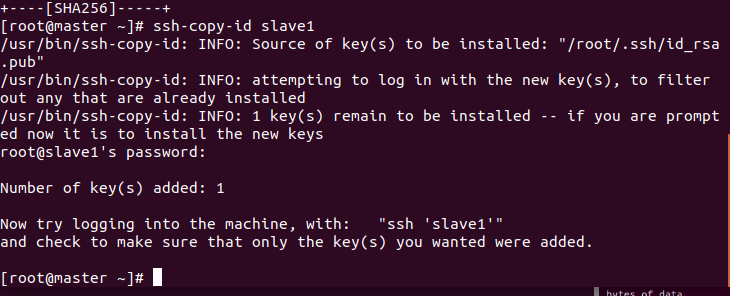 +----[SHA256]-----+
[root@master ~]# ssh-copy-id slave1
/usr/bin/ssh-copy-id: INFO: Source of key(s) to be installed: "/root/.ssh/id_rsa
.pub"
/usr/bin/ssh-copy-id: INFO: attempting to log in with the new key(s), to filter
out any that are already installed
/usr/bin/ssh-copy-id: INFO: 1 key(s) remain to be installed -- if you are prompt
ed now it is to install the new keys
root@slave1's password:
Number of key(s) added: 1
Now try logging into the machine, with:   "ssh 'slave1'"
and check to make sure that only the key(s) you wanted were added.
[root@master ~]#
bytes of data